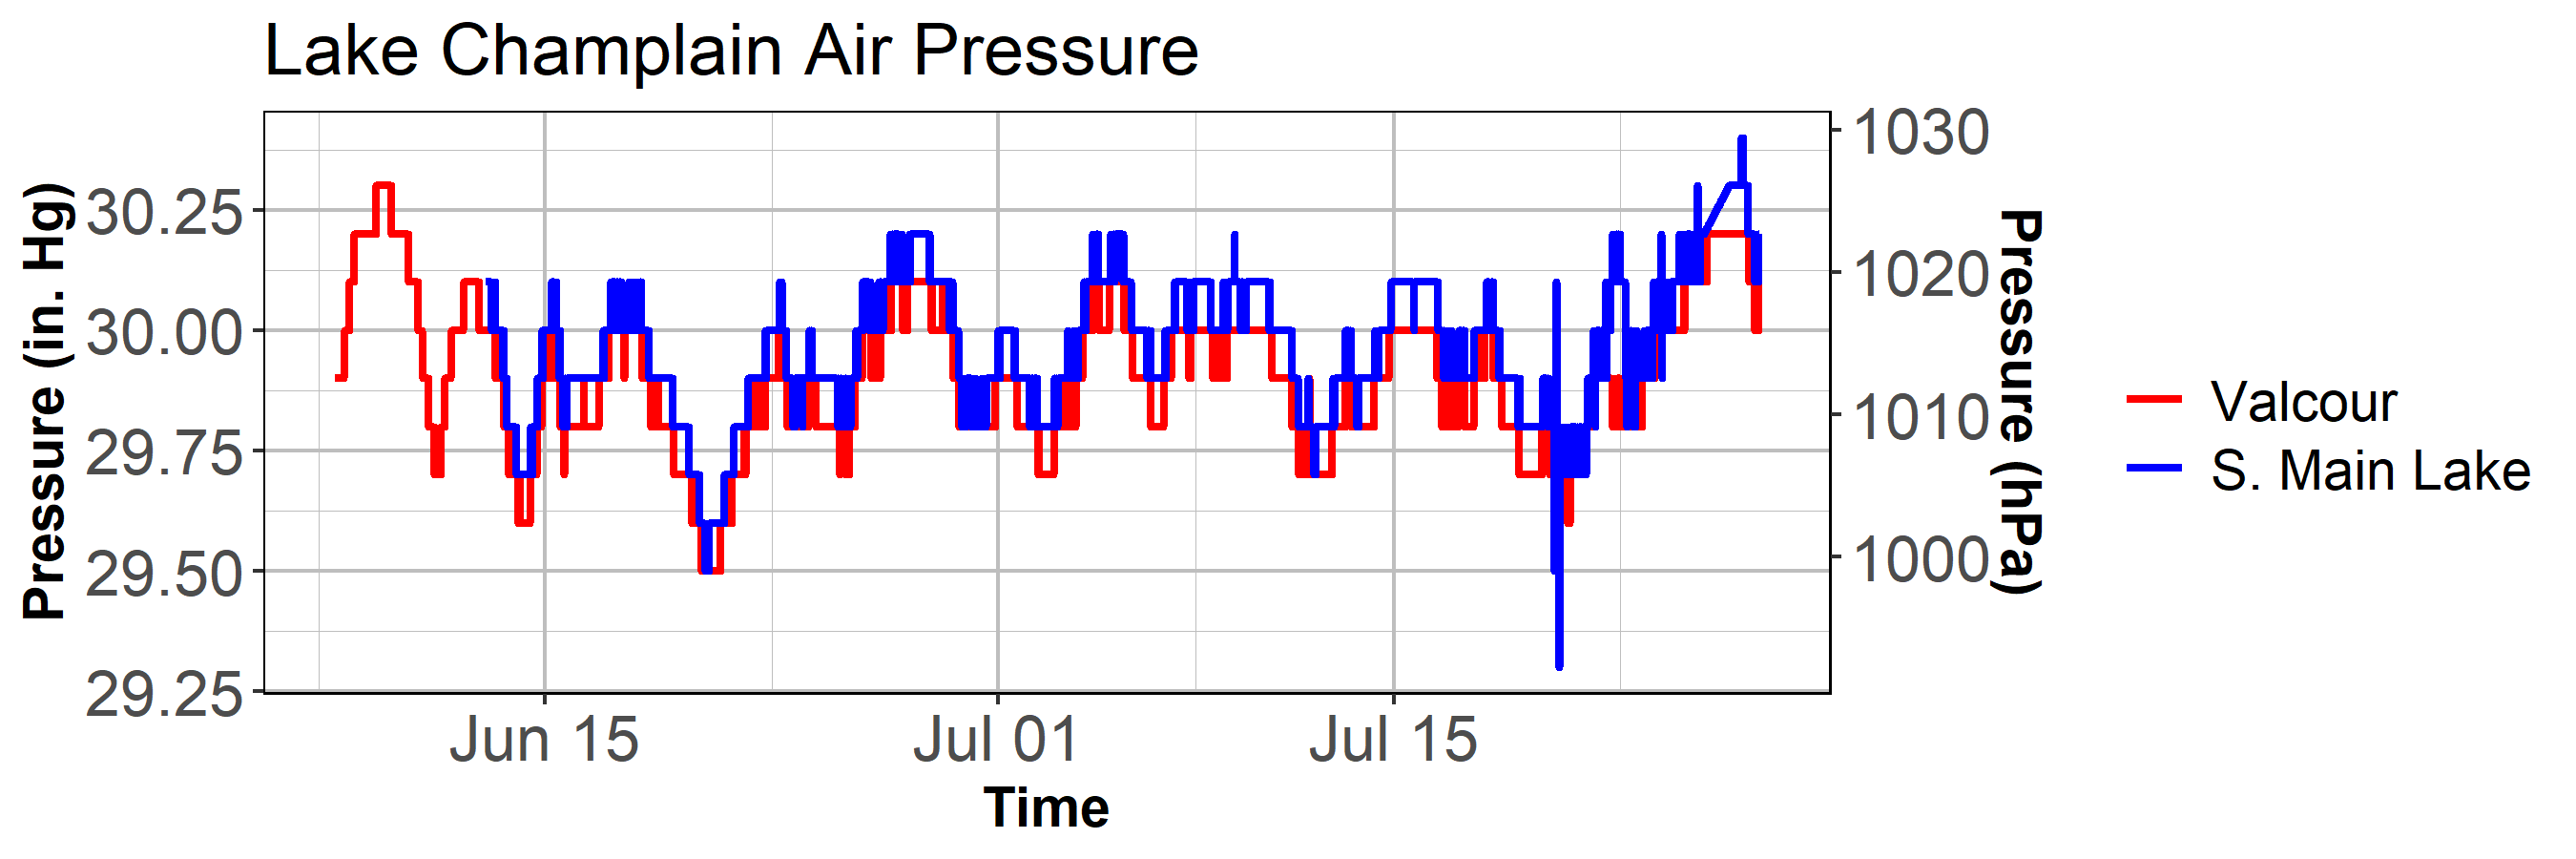 Lake Champlain Air Pressure
Pressure (in. Hg)
30.25
30.00
29.75
29.50
29.25
1030
1020
1010
1000
Pressure (hPa)
Jun 15
Jul 01
Jul 15
Time
Valcour
S. Main Lake